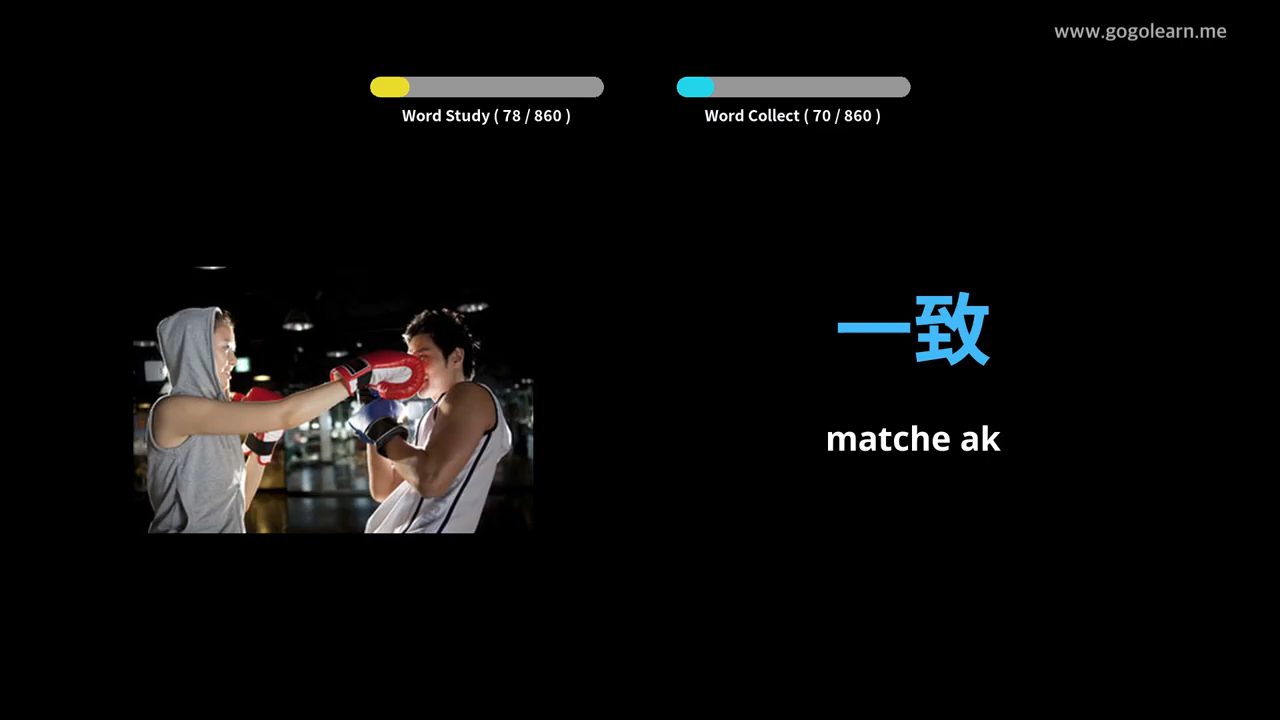 www.gogolearn.me
Word Study ( 78 / 860 )
Word Collect ( 70 / 860 )
一致
matche ak